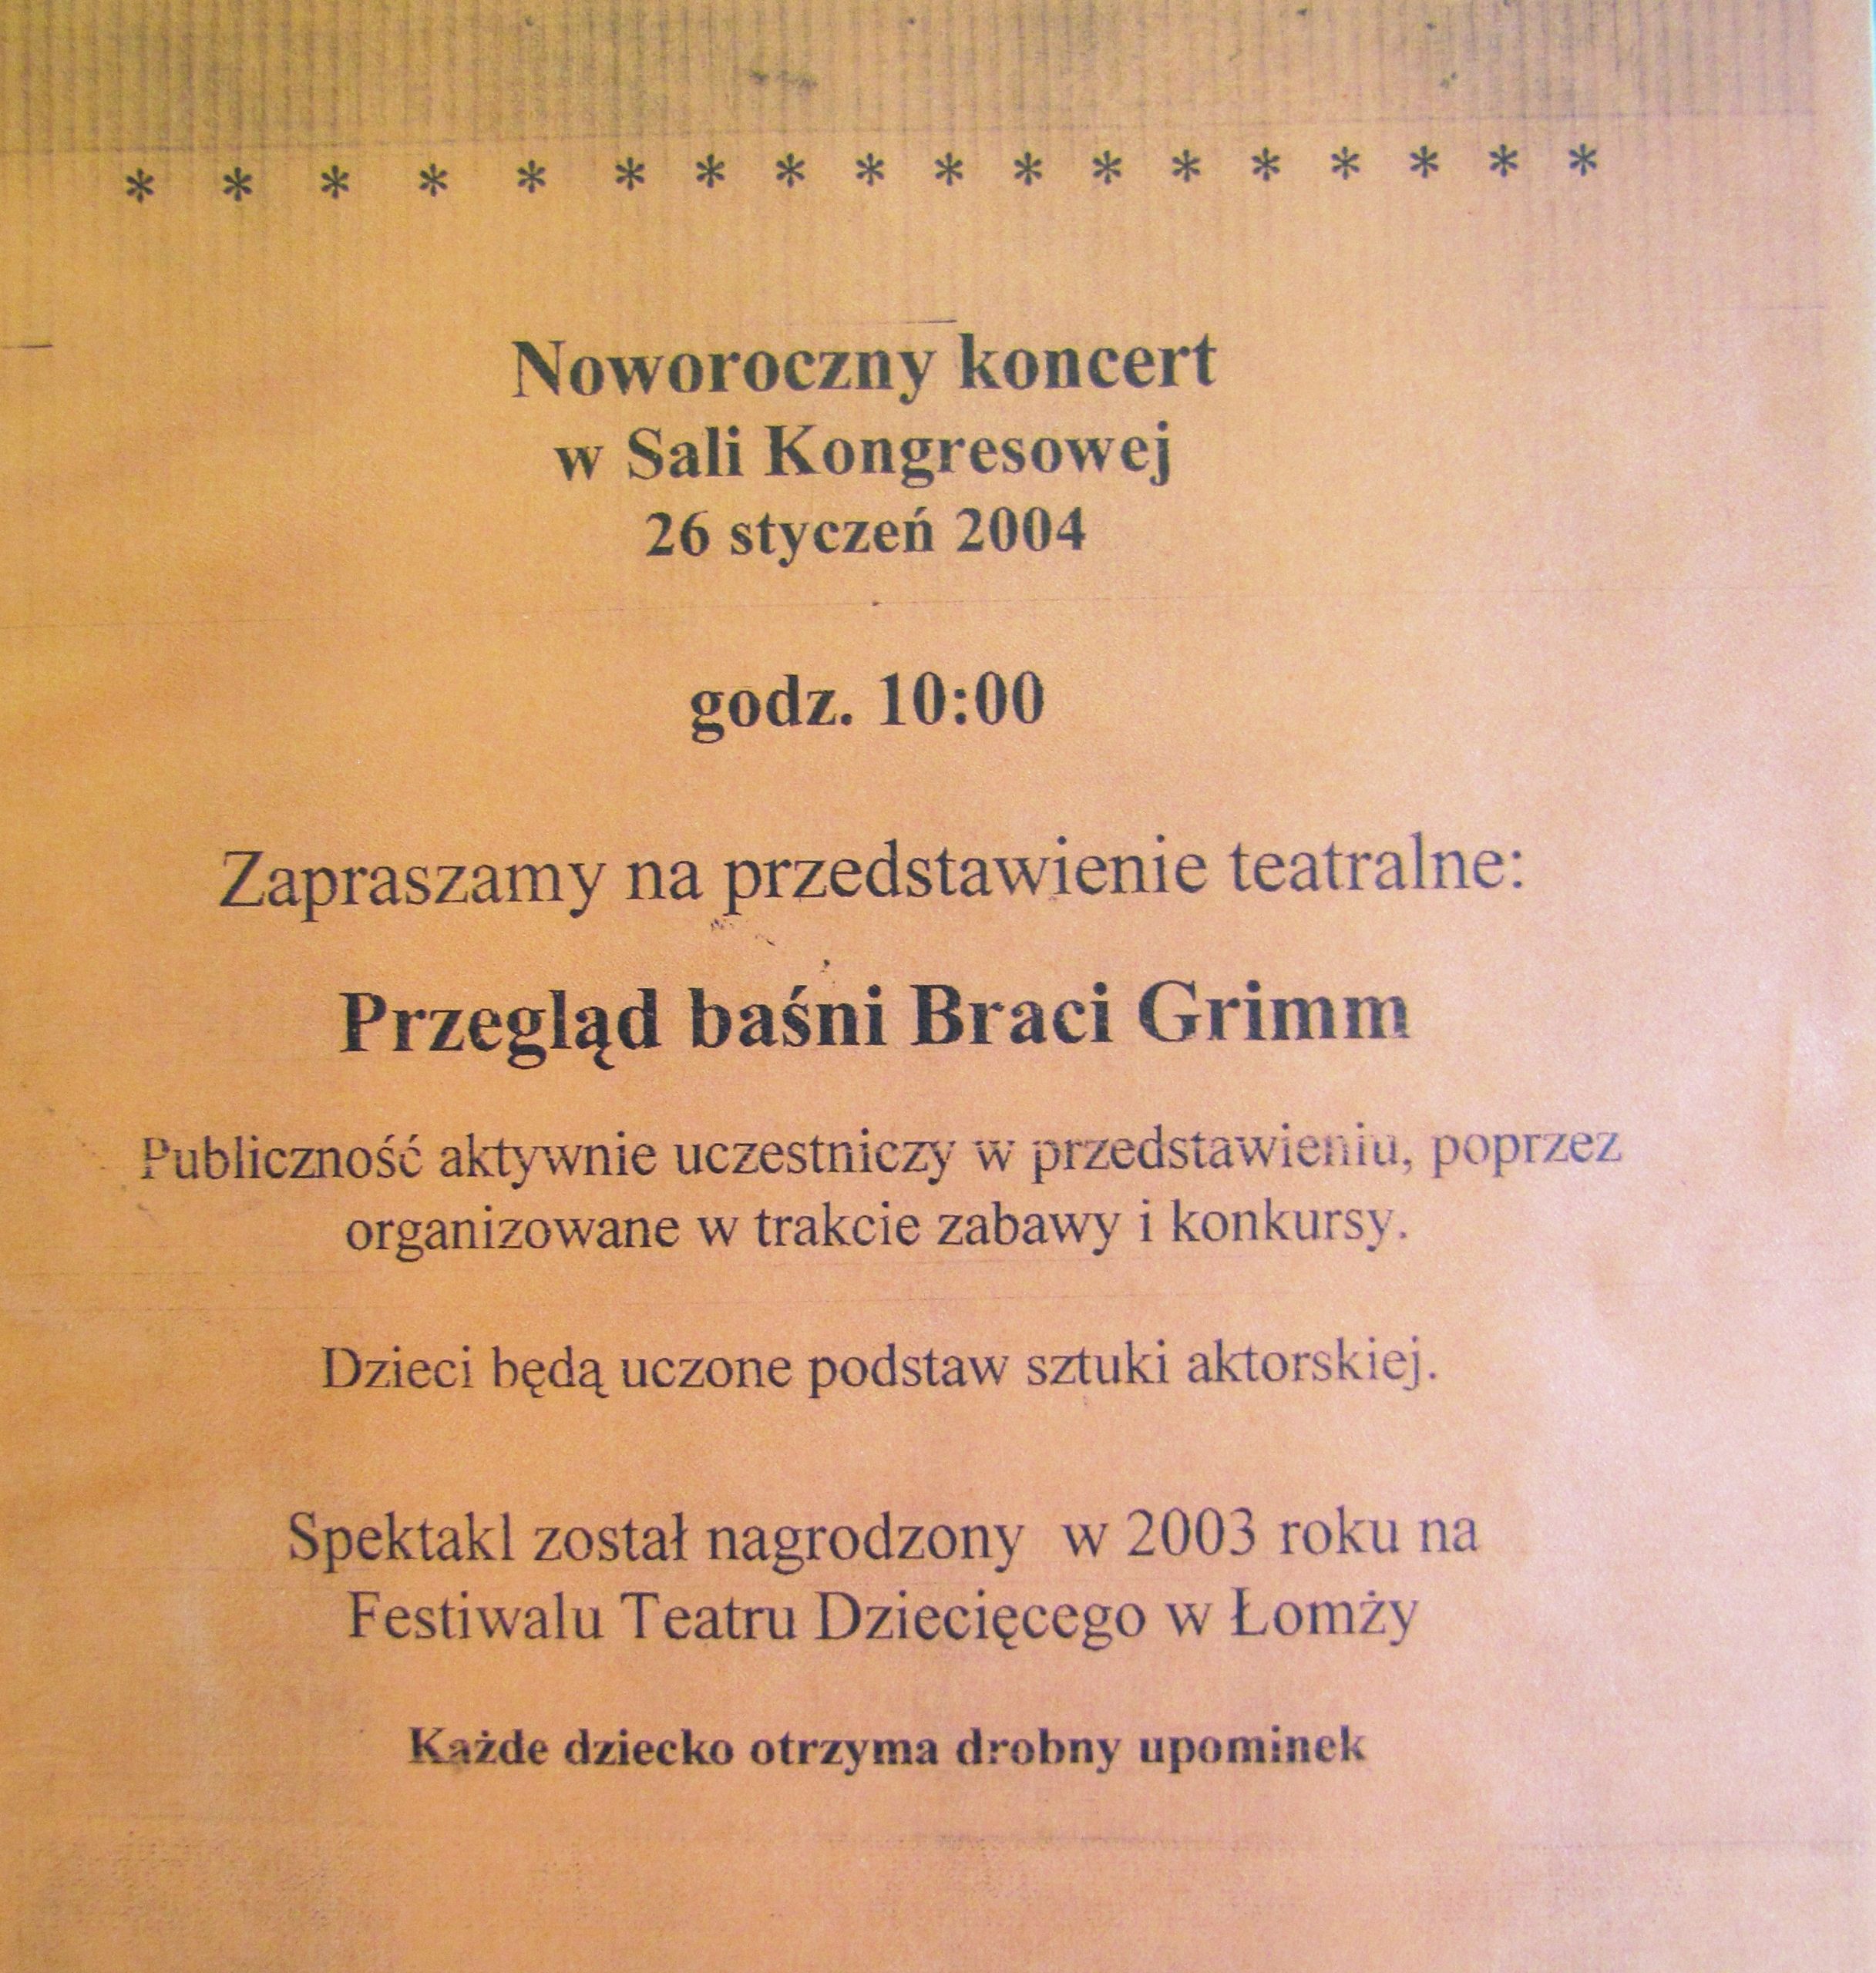 * * * * * * * * * * * * * * * * * *
Noworoczny koncert
w Sali Kongresowej
26 styczeń 2004
godz. 10:00
Zapraszamy na przedstawienie teatralne:
Przegląd baśni Braci Grimm
Publiczność aktywnie uczestniczy w przedstawieniu, poprzez
organizowane w trakcie zabawy i konkursy.
Dzieci będą uczone podstaw sztuki aktorskiej.
Spektakl został nagrodzony  w 2003 roku na
Festiwalu Teatru Dziecięcego w Łomży
Każde dziecko otrzyma drobny upominek